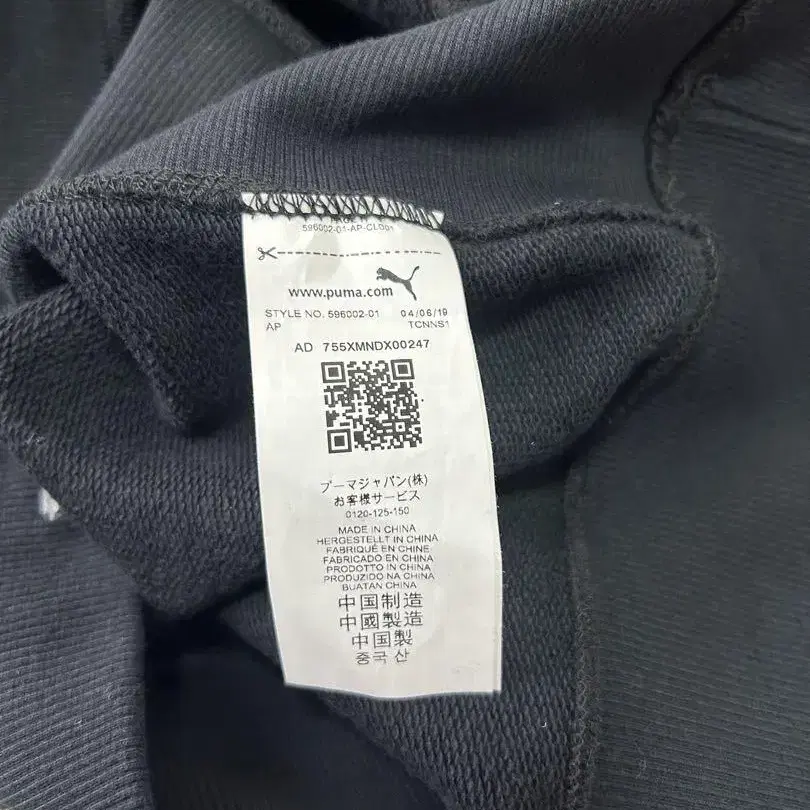 596002-01-AP-CLD01
www.puma.com
STYLE NO. 596002-01 04/06/19
AP TCNNS1
AD 755XMNDX00247
プーマジャパン(株)
お客様サービス
0120-125-150
MADE IN CHINA
HERGESTELLT IN CHINA
FABRIQUÉ EN CHINE
FABRICADO EN CHINA
PRODOTTO IN CHINA
PRODUZIDO NA CHINA
BUATAN CHINA
中国制造
中國製造
中国製
중국 산